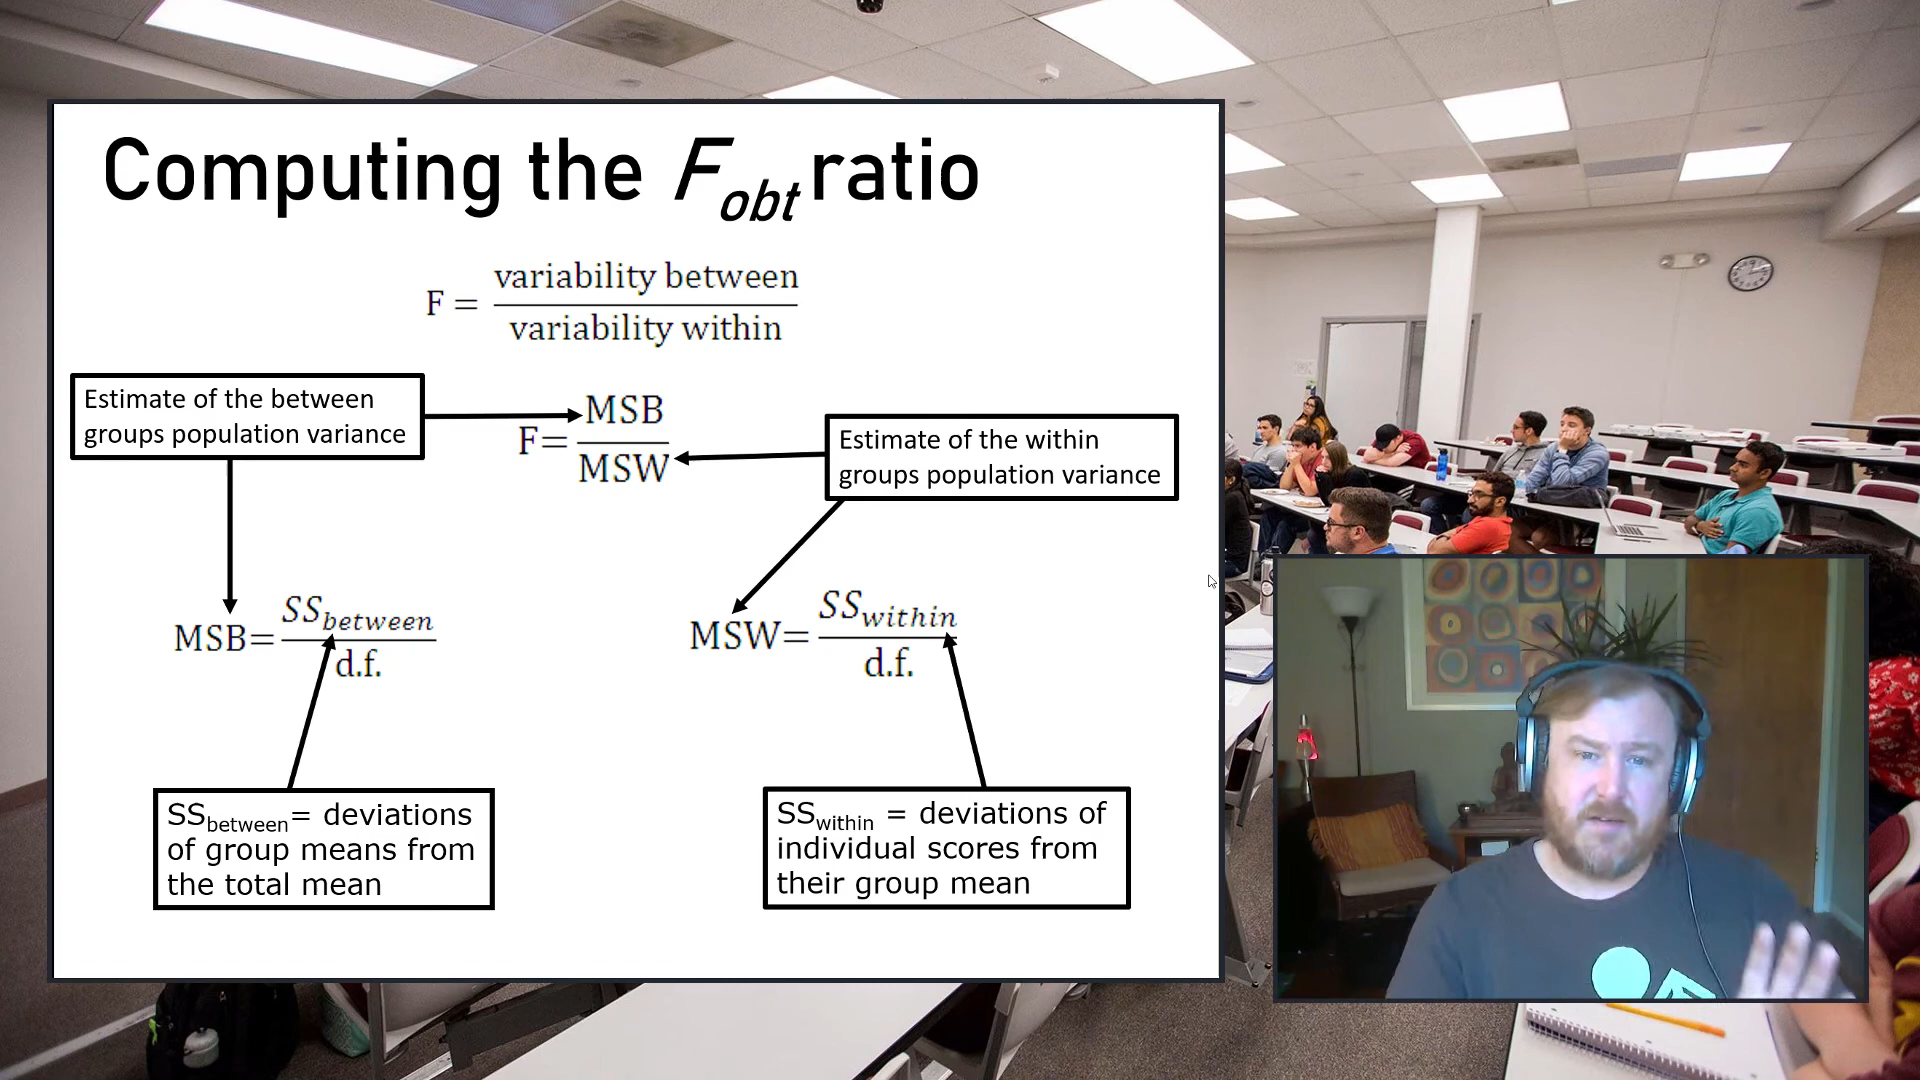 Computing the F_obt ratio
F = variability between / variability within
Estimate of the between
groups population variance
F= MSB / MSW
Estimate of the within
groups population variance
MSB= SS_between / d.f.
MSW= SS_within / d.f.
SS_between= deviations
of group means from
the total mean
SS_within = deviations of
individual scores from
their group mean